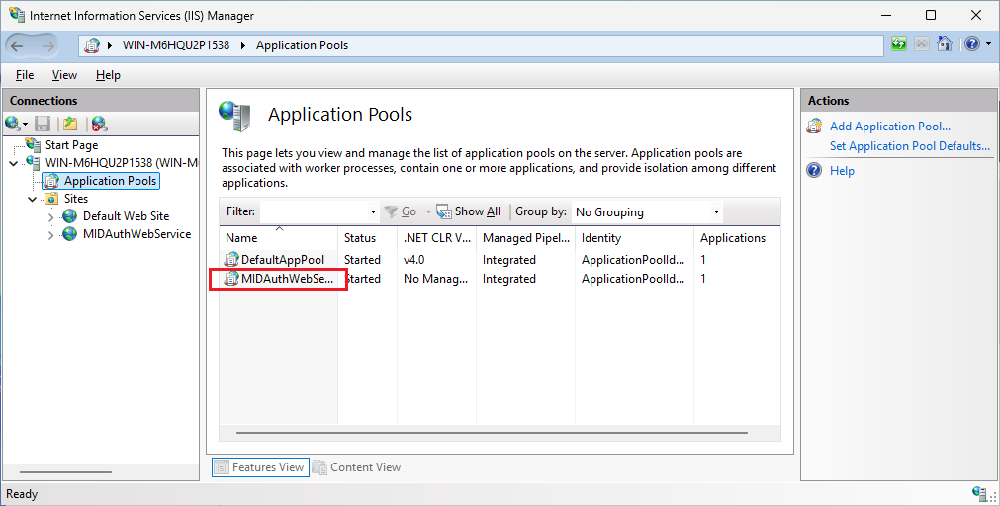 Internet Information Services (IIS) Manager
WIN-M6HQU2P1538 Application Pools
File View Help
Connections
Start Page
WIN-M6HQU2P1538 (WIN-M
Application Pools
Sites
Default Web Site
MIDAuthWebService
Application Pools
This page lets you view and manage the list of application pools on the server. Application pools are
associated with worker processes, contain one or more applications, and provide isolation among different
applications.
Filter: Go Show All Group by: No Grouping
Name Status .NET CLR V... Managed Pipel... Identity Applications
DefaultAppPool Started v4.0 Integrated ApplicationPoolId... 1
MIDAuthWebSe... Started No Manag... Integrated ApplicationPoolId... 1
Features View Content View
Actions
Add Application Pool...
Set Application Pool Defaults...
Help
Ready